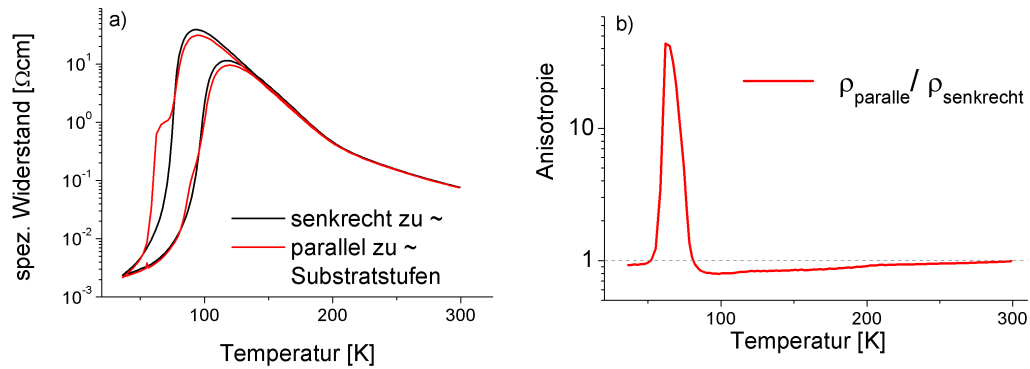 a)
spez. Widerstand [Ωcm]
10¹
10⁰
10⁻¹
10⁻²
10⁻³
senkrecht zu ~
parallel zu ~
Substratstufen
100
200
300
Temperatur [K]
b)
Anisotropie
10
1
ρparalle/ ρsenkrecht
100
200
300
Temperatur [K]